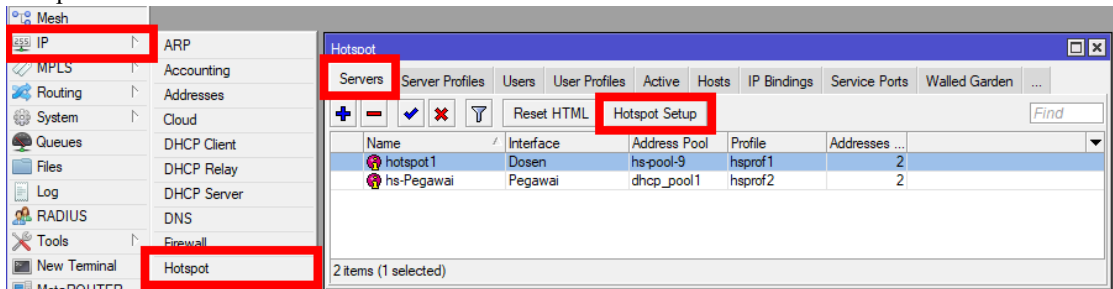 Mesh
IP
MPLS
Routing
System
Queues
Files
Log
RADIUS
Tools
New Terminal
MetaROUTER
ARP
Accounting
Addresses
Cloud
DHCP Client
DHCP Relay
DHCP Server
DNS
Firewall
Hotspot
Hotspot
Servers Server Profiles Users User Profiles Active Hosts IP Bindings Service Ports Walled Garden ...
Reset HTML Hotspot Setup Find
Name Interface Address Pool Profile Addresses ...
hotspot1 Dosen hs-pool-9 hsprof1 2
hs-Pegawai Pegawai dhcp_pool1 hsprof2 2
2 items (1 selected)